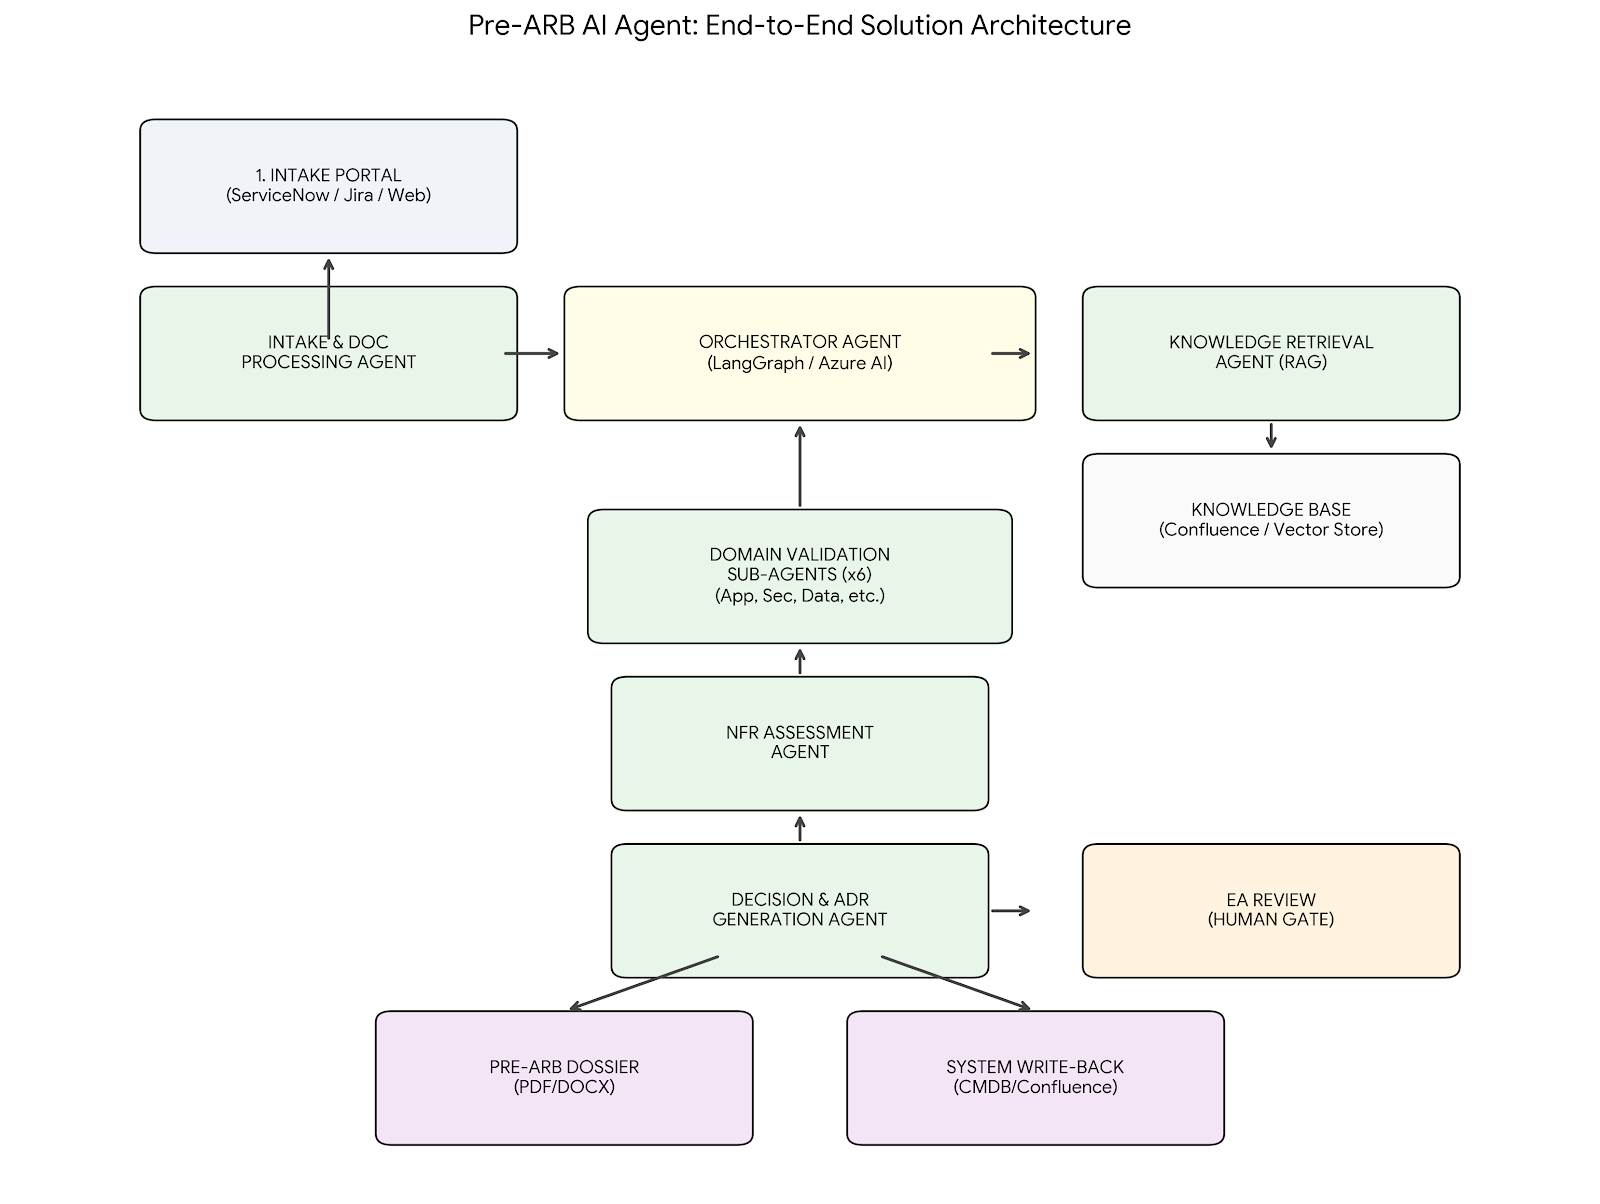 Pre-ARB AI Agent: End-to-End Solution Architecture
1. INTAKE PORTAL
(ServiceNow / Jira / Web)
INTAKE & DOC
PROCESSING AGENT
ORCHESTRATOR AGENT
(LangGraph / Azure AI)
KNOWLEDGE RETRIEVAL
AGENT (RAG)
KNOWLEDGE BASE
(Confluence / Vector Store)
DOMAIN VALIDATION
SUB-AGENTS (x6)
(App, Sec, Data, etc.)
NFR ASSESSMENT
AGENT
DECISION & ADR
GENERATION AGENT
EA REVIEW
(HUMAN GATE)
PRE-ARB DOSSIER
(PDF/DOCX)
SYSTEM WRITE-BACK
(CMDB/Confluence)